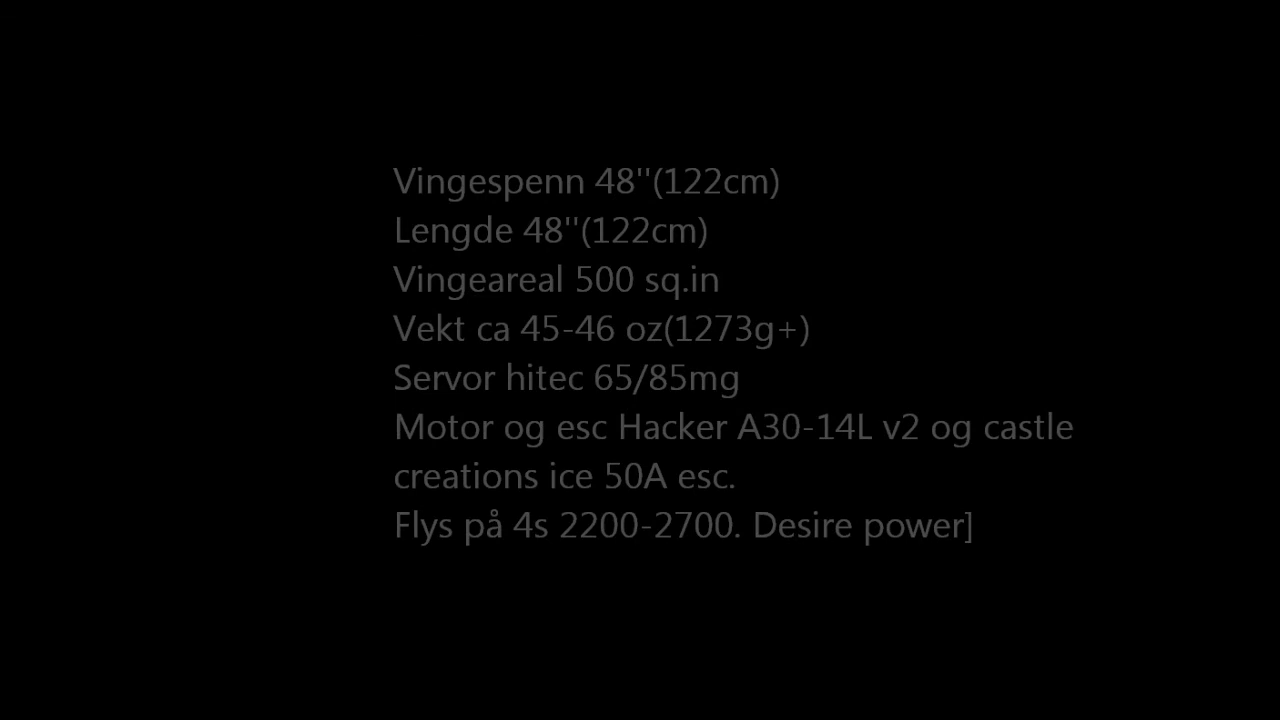 Vingespenn 48''(122cm)
Lengde 48''(122cm)
Vingeareal 500 sq.in
Vekt ca 45-46 oz(1273g+)
Servor hitec 65/85mg
Motor og esc Hacker A30-14L v2 og castle
creations ice 50A esc.
Flys på 4s 2200-2700. Desire power]